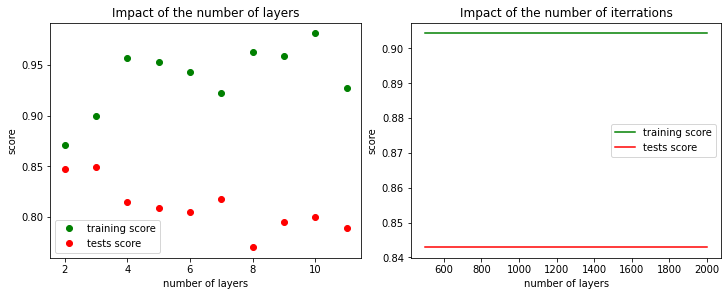 Impact of the number of layers
score
0.95
0.90
0.85
0.80
training score
tests score
2 4 6 8 10
number of layers
Impact of the number of iterrations
score
0.90
0.89
0.88
0.87
0.86
0.85
0.84
training score
tests score
600 800 1000 1200 1400 1600 1800 2000
number of layers